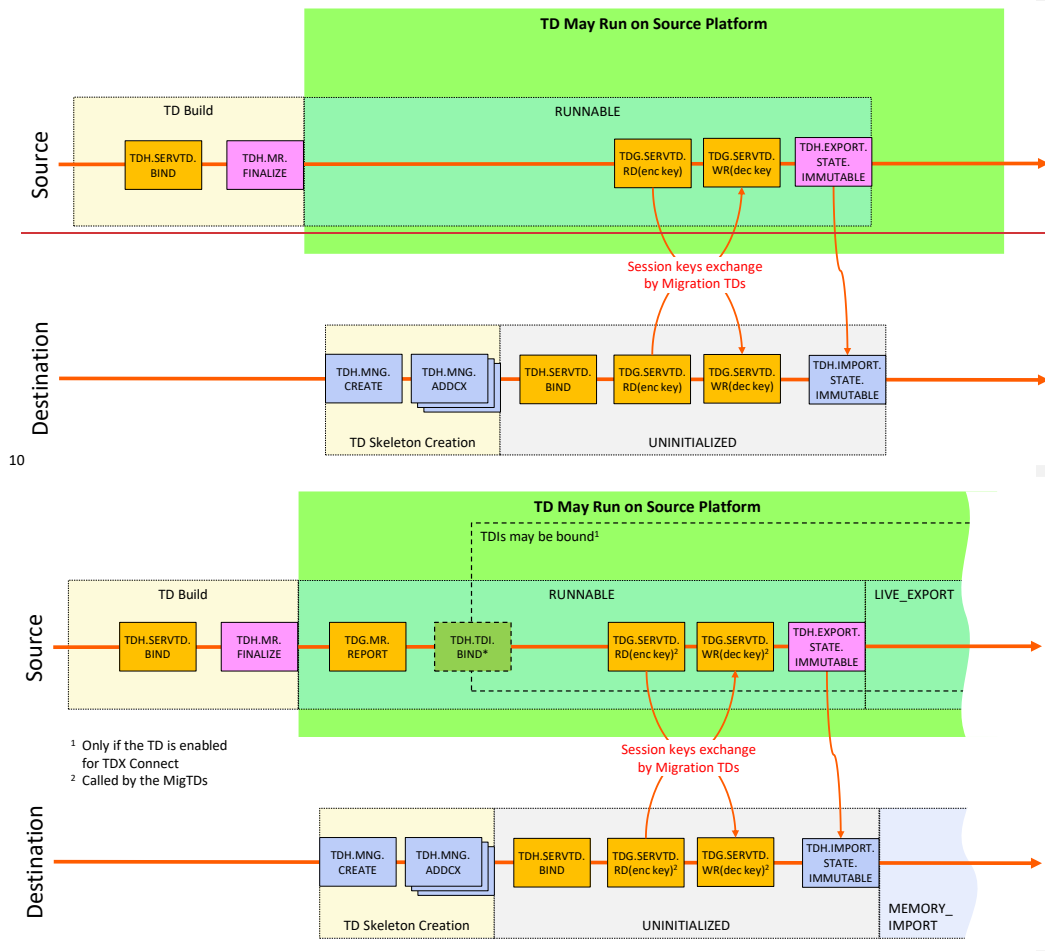 TD May Run on Source Platform
TD Build
RUNNABLE
Source
TDH.SERVTD.
BIND
TDH.MR.
FINALIZE
TDG.SERVTD.
RD(enc key)
TDG.SERVTD.
WR(dec key
TDH.EXPORT.
STATE.
IMMUTABLE
Session keys exchange
by Migration TDs
Destination
TDH.MNG.
CREATE
TDH.MNG.
ADDCX
TDH.SERVTD.
BIND
TDG.SERVTD.
RD(enc key)
TDG.SERVTD.
WR(dec key)
TDH.IMPORT.
STATE.
IMMUTABLE
TD Skeleton Creation
UNINITIALIZED
10
TD May Run on Source Platform
TDIs may be bound1
TD Build
RUNNABLE
LIVE_EXPORT
Source
TDH.SERVTD.
BIND
TDH.MR.
FINALIZE
TDG.MR.
REPORT
TDH.TDI.
BIND*
TDG.SERVTD.
RD(enc key)2
TDG.SERVTD.
WR(dec key)2
TDH.EXPORT.
STATE.
IMMUTABLE
1 Only if the TD is enabled
for TDX Connect
2 Called by the MigTDs
Session keys exchange
by Migration TDs
Destination
TDH.MNG.
CREATE
TDH.MNG.
ADDCX
TDH.SERVTD.
BIND
TDG.SERVTD.
RD(enc key)2
TDG.SERVTD.
WR(dec key)2
TDH.IMPORT.
STATE.
IMMUTABLE
TD Skeleton Creation
UNINITIALIZED
MEMORY_
IMPORT